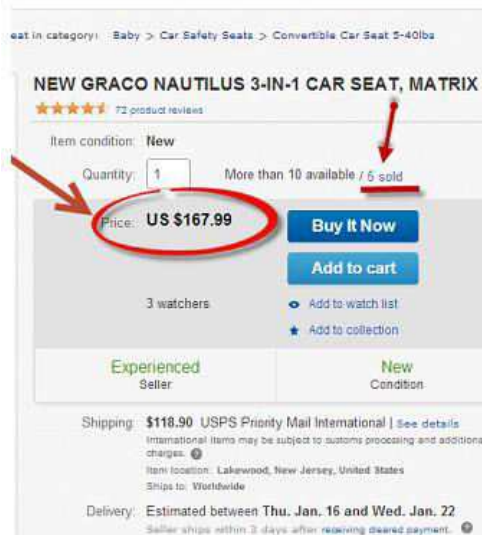 eat in category: Baby > Car Safety Seats > Convertible Car Seat 5-40lbs
NEW GRACO NAUTILUS 3-IN-1 CAR SEAT, MATRIX
72 product reviews
Item condition: New
Quantity: 1 More than 10 available / 6 sold
Price: US $167.99 Buy It Now
Add to cart
3 watchers Add to watch list
Add to collection
Experienced New
Seller Condition
Shipping: $118.90 USPS Priority Mail International | See details
International items may be subject to customs processing and additiona
charges.
Item location: Lakewood, New Jersey, United States
Ships to: Worldwide
Delivery: Estimated between Thu. Jan. 16 and Wed. Jan. 22
Seller ships within 3 days after receiving cleared payment.